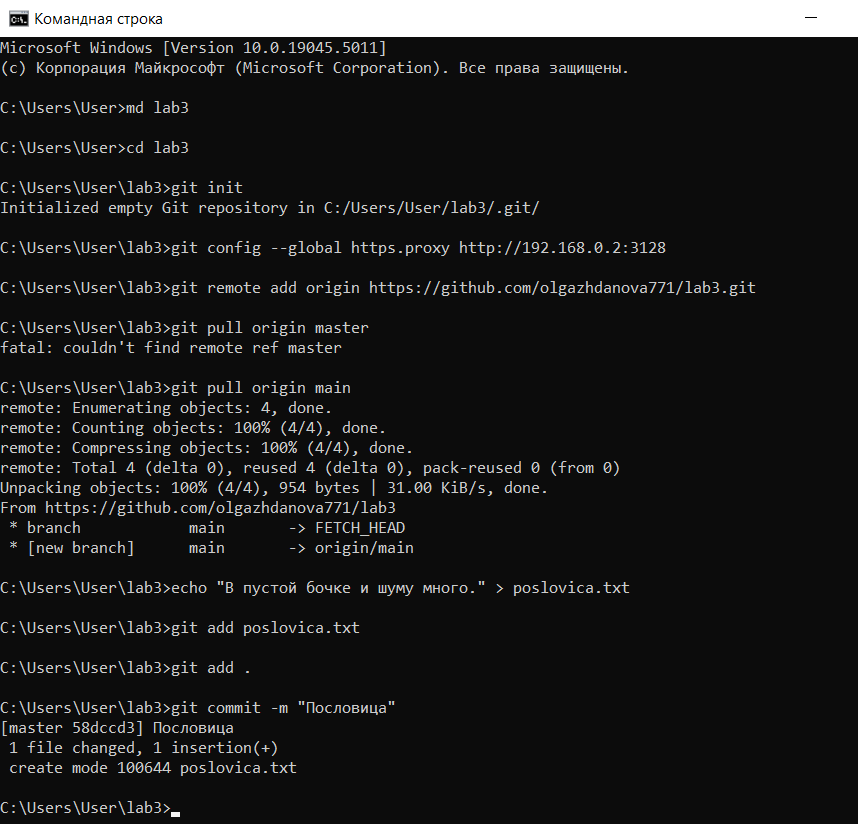 Командная строка
Microsoft Windows [Version 10.0.19045.5011]
(c) Корпорация Майкрософт (Microsoft Corporation). Все права защищены.
C:\Users\User>md lab3
C:\Users\User>cd lab3
C:\Users\User\lab3>git init
Initialized empty Git repository in C:/Users/User/lab3/.git/
C:\Users\User\lab3>git config --global https.proxy http://192.168.0.2:3128
C:\Users\User\lab3>git remote add origin https://github.com/olgazhdanova771/lab3.git
C:\Users\User\lab3>git pull origin master
fatal: couldn't find remote ref master
C:\Users\User\lab3>git pull origin main
remote: Enumerating objects: 4, done.
remote: Counting objects: 100% (4/4), done.
remote: Compressing objects: 100% (4/4), done.
remote: Total 4 (delta 0), reused 4 (delta 0), pack-reused 0 (from 0)
Unpacking objects: 100% (4/4), 954 bytes | 31.00 KiB/s, done.
From https://github.com/olgazhdanova771/lab3
 * branch            main       -> FETCH_HEAD
 * [new branch]      main       -> origin/main
C:\Users\User\lab3>echo "В пустой бочке и шуму много." > poslovica.txt
C:\Users\User\lab3>git add poslovica.txt
C:\Users\User\lab3>git add .
C:\Users\User\lab3>git commit -m "Пословица"
[master 58dccd3] Пословица
 1 file changed, 1 insertion(+)
 create mode 100644 poslovica.txt
C:\Users\User\lab3>